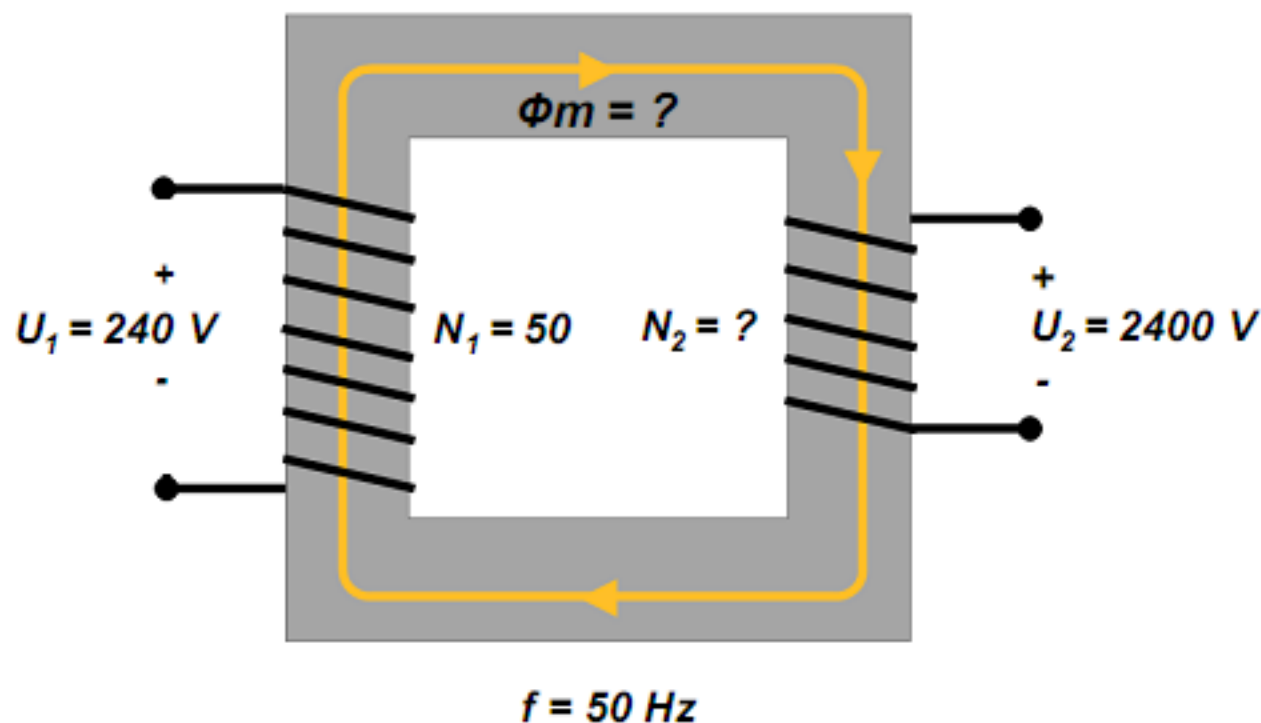 Φm = ?
+
U₁ = 240 V
-
N₁ = 50
N₂ = ?
+
U₂ = 2400 V
-
f = 50 Hz